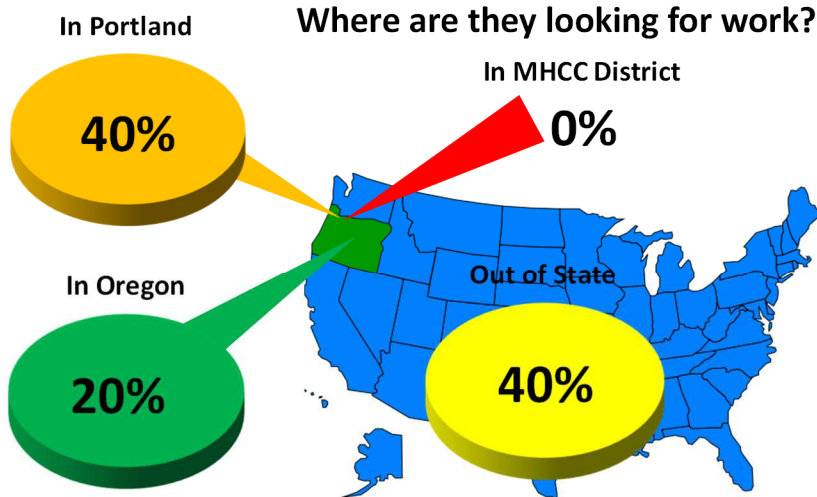 Where are they looking for work?
In Portland
40%
In MHCC District
0%
In Oregon
20%
Out of State
40%